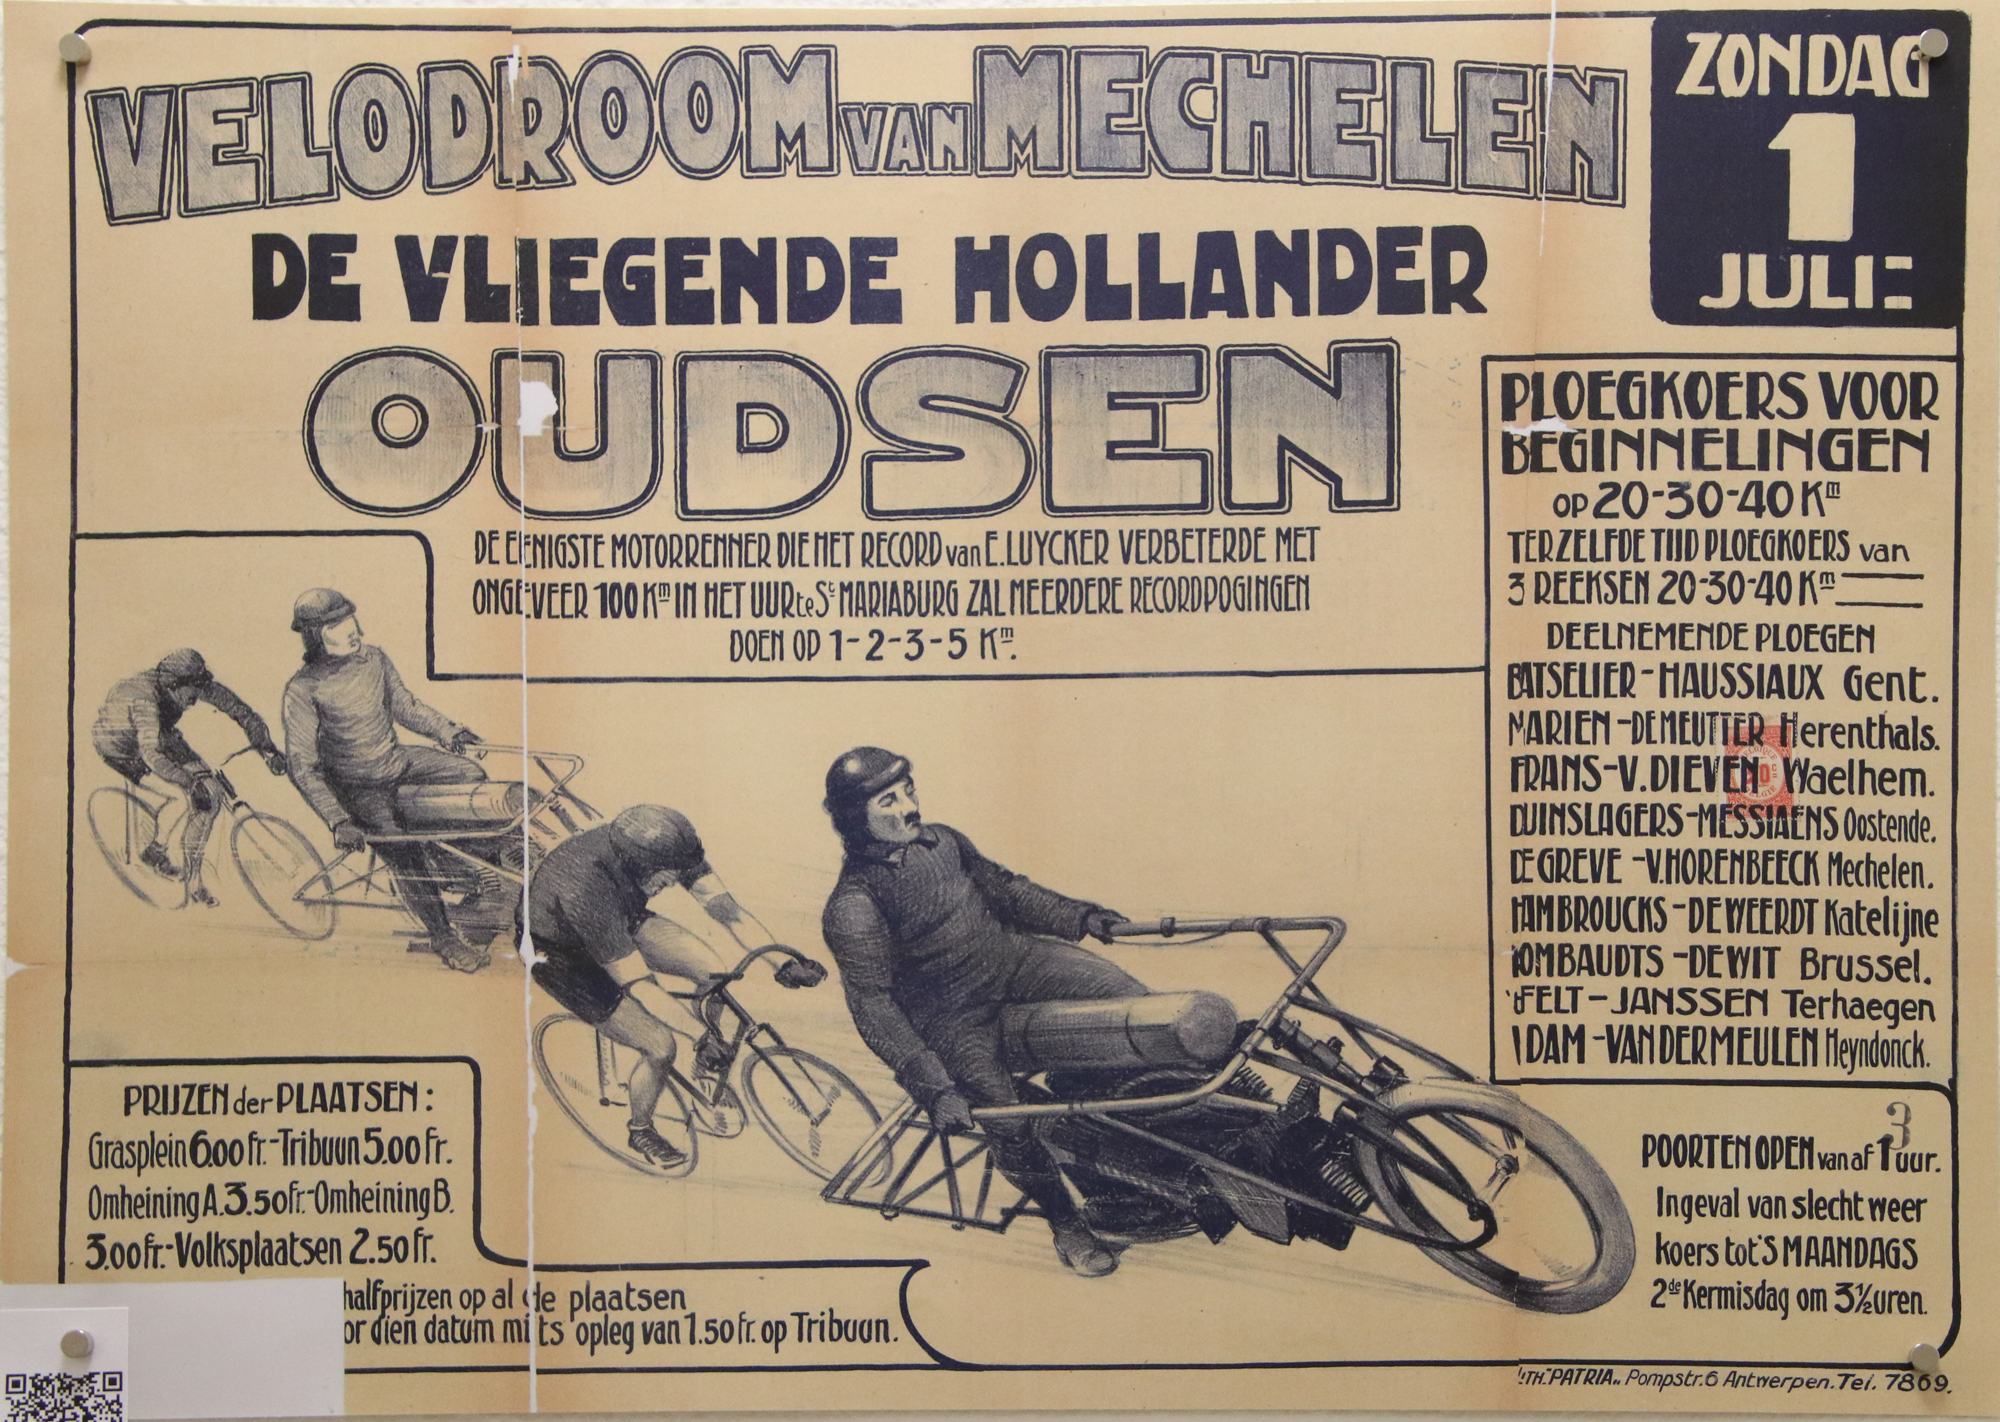 VELODROOM VAN MECHELEN
ZONDAG
1
JULI
DE VLIEGENDE HOLLANDER
OUDSEN
DE EENIGSTE MOTORRENNER DIE HET RECORD van E. LUYCKER VERBETERDE MET
ONGEVEER 100 Km IN HET UUR te St MARIABURG ZAL MEERDERE RECORDPOGINGEN
DOEN OP 1-2-3-5 Km.
PLOEGKOERS VOOR
BEGINNELINGEN
OP 20-30-40 Km
TERZELFDE TIJD PLOEGKOERS van
3 REEKSEN 20-30-40 Km
DEELNEMENDE PLOEGEN
BATSELIER - HAUSSIAUX Gent.
MARIEN - DEMEUTTER Herenthals.
FRANS - V. DIEVEN Waelhem.
DUINSLAGERS - MESSIAENS Oostende.
DE GREVE - V. HORENBEECK Mechelen.
HAMBROUCKS - DEWEERDT Katelijne
OMBAUDTS - DEWIT Brussel.
FELT - JANSSEN Terhaegen
DAM - VANDERMEULEN Heyndonck.
PRIJZEN der PLAATSEN:
Grasplein 6.00 fr. - Tribuun 5.00 fr.
Omheining A. 3.50 fr. - Omheining B.
3.00 fr. - Volksplaatsen 2.50 fr.
halfprijzen op al de plaatsen
or dien datum mits opleg van 1.50 fr. op Tribuun.
3
POORTEN OPEN van af 1 uur.
Ingeval van slecht weer
koers tot 'S MAANDAGS
2de Kermisdag om 3½ uren.
LITH. "PATRIA" Pompstr. 6 Antwerpen. Tel. 7869.